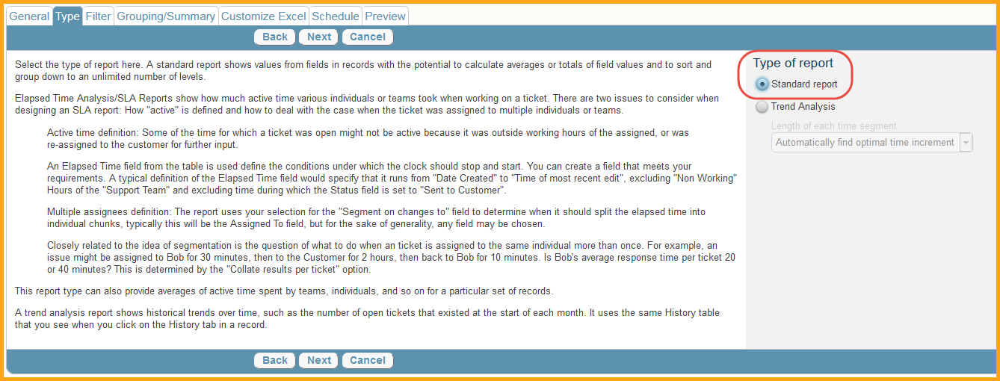 General Type Filter Grouping/Summary Customize Excel Schedule Preview
Back Next Cancel
Select the type of report here. A standard report shows values from fields in records with the potential to calculate averages or totals of field values and to sort and
group down to an unlimited number of levels.
Elapsed Time Analysis/SLA Reports show how much active time various individuals or teams took when working on a ticket. There are two issues to consider when
designing an SLA report: How "active" is defined and how to deal with the case when the ticket was assigned to multiple individuals or teams.
Active time definition: Some of the time for which a ticket was open might not be active because it was outside working hours of the assigned, or was
re-assigned to the customer for further input.
An Elapsed Time field from the table is used define the conditions under which the clock should stop and start. You can create a field that meets your
requirements. A typical definition of the Elapsed Time field would specify that it runs from "Date Created" to "Time of most recent edit", excluding "Non Working"
Hours of the "Support Team" and excluding time during which the Status field is set to "Sent to Customer".
Multiple assignees definition: The report uses your selection for the "Segment on changes to" field to determine when it should split the elapsed time into
individual chunks, typically this will be the Assigned To field, but for the sake of generality, any field may be chosen.
Closely related to the idea of segmentation is the question of what to do when an ticket is assigned to the same individual more than once. For example, an
issue might be assigned to Bob for 30 minutes, then to the Customer for 2 hours, then back to Bob for 10 minutes. Is Bob's average response time per ticket 20
or 40 minutes? This is determined by the "Collate results per ticket" option.
This report type can also provide averages of active time spent by teams, individuals, and so on for a particular set of records.
A trend analysis report shows historical trends over time, such as the number of open tickets that existed at the start of each month. It uses the same History table
that you see when you click on the History tab in a record.
Type of report
Standard report
Trend Analysis
Length of each time segment:
Automatically find optimal time increment
Back Next Cancel